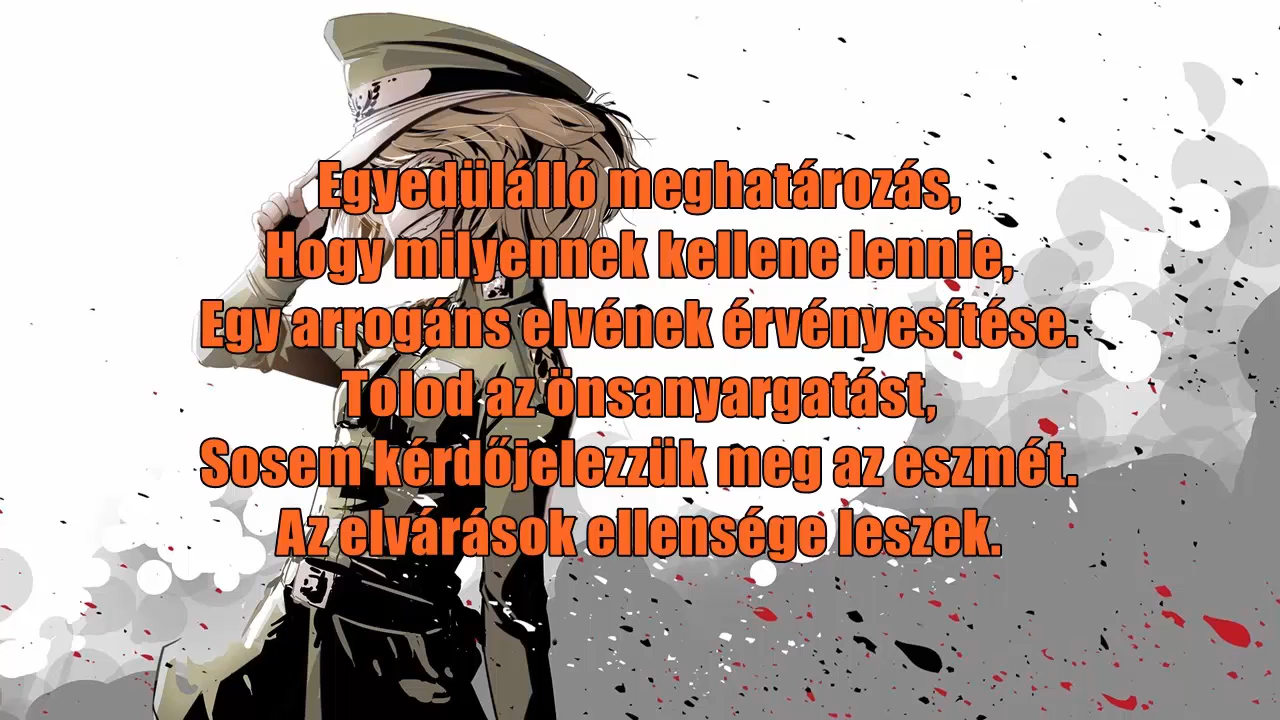 Egyedülálló meghatározás,
Hogy milyennek kellene lennie,
Egy arrogáns elvének érvényesítése.
Tolod az önsanyargatást,
Sosem kérdőjelezzük meg az eszmét.
Az elvárások ellensége leszek.